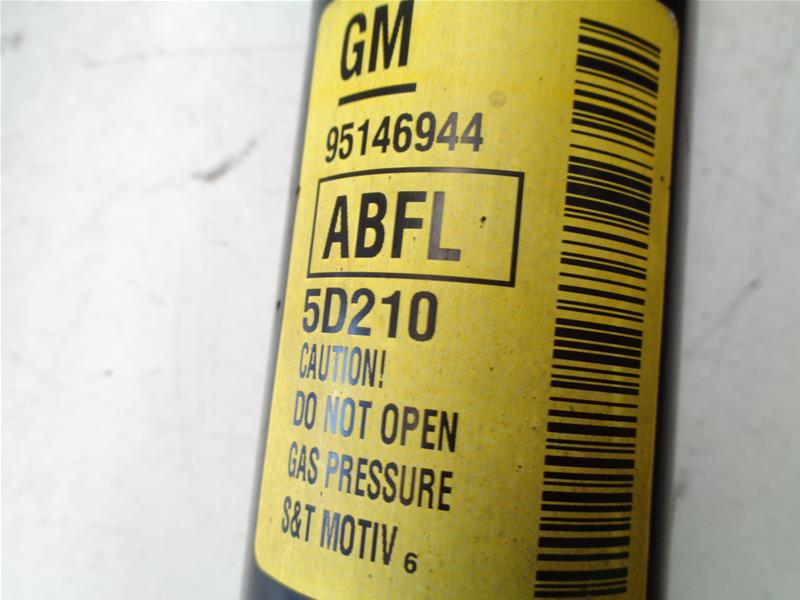 GM
95146944
ABFL
5D210
CAUTION!
DO NOT OPEN
GAS PRESSURE
S&T MOTIV 6